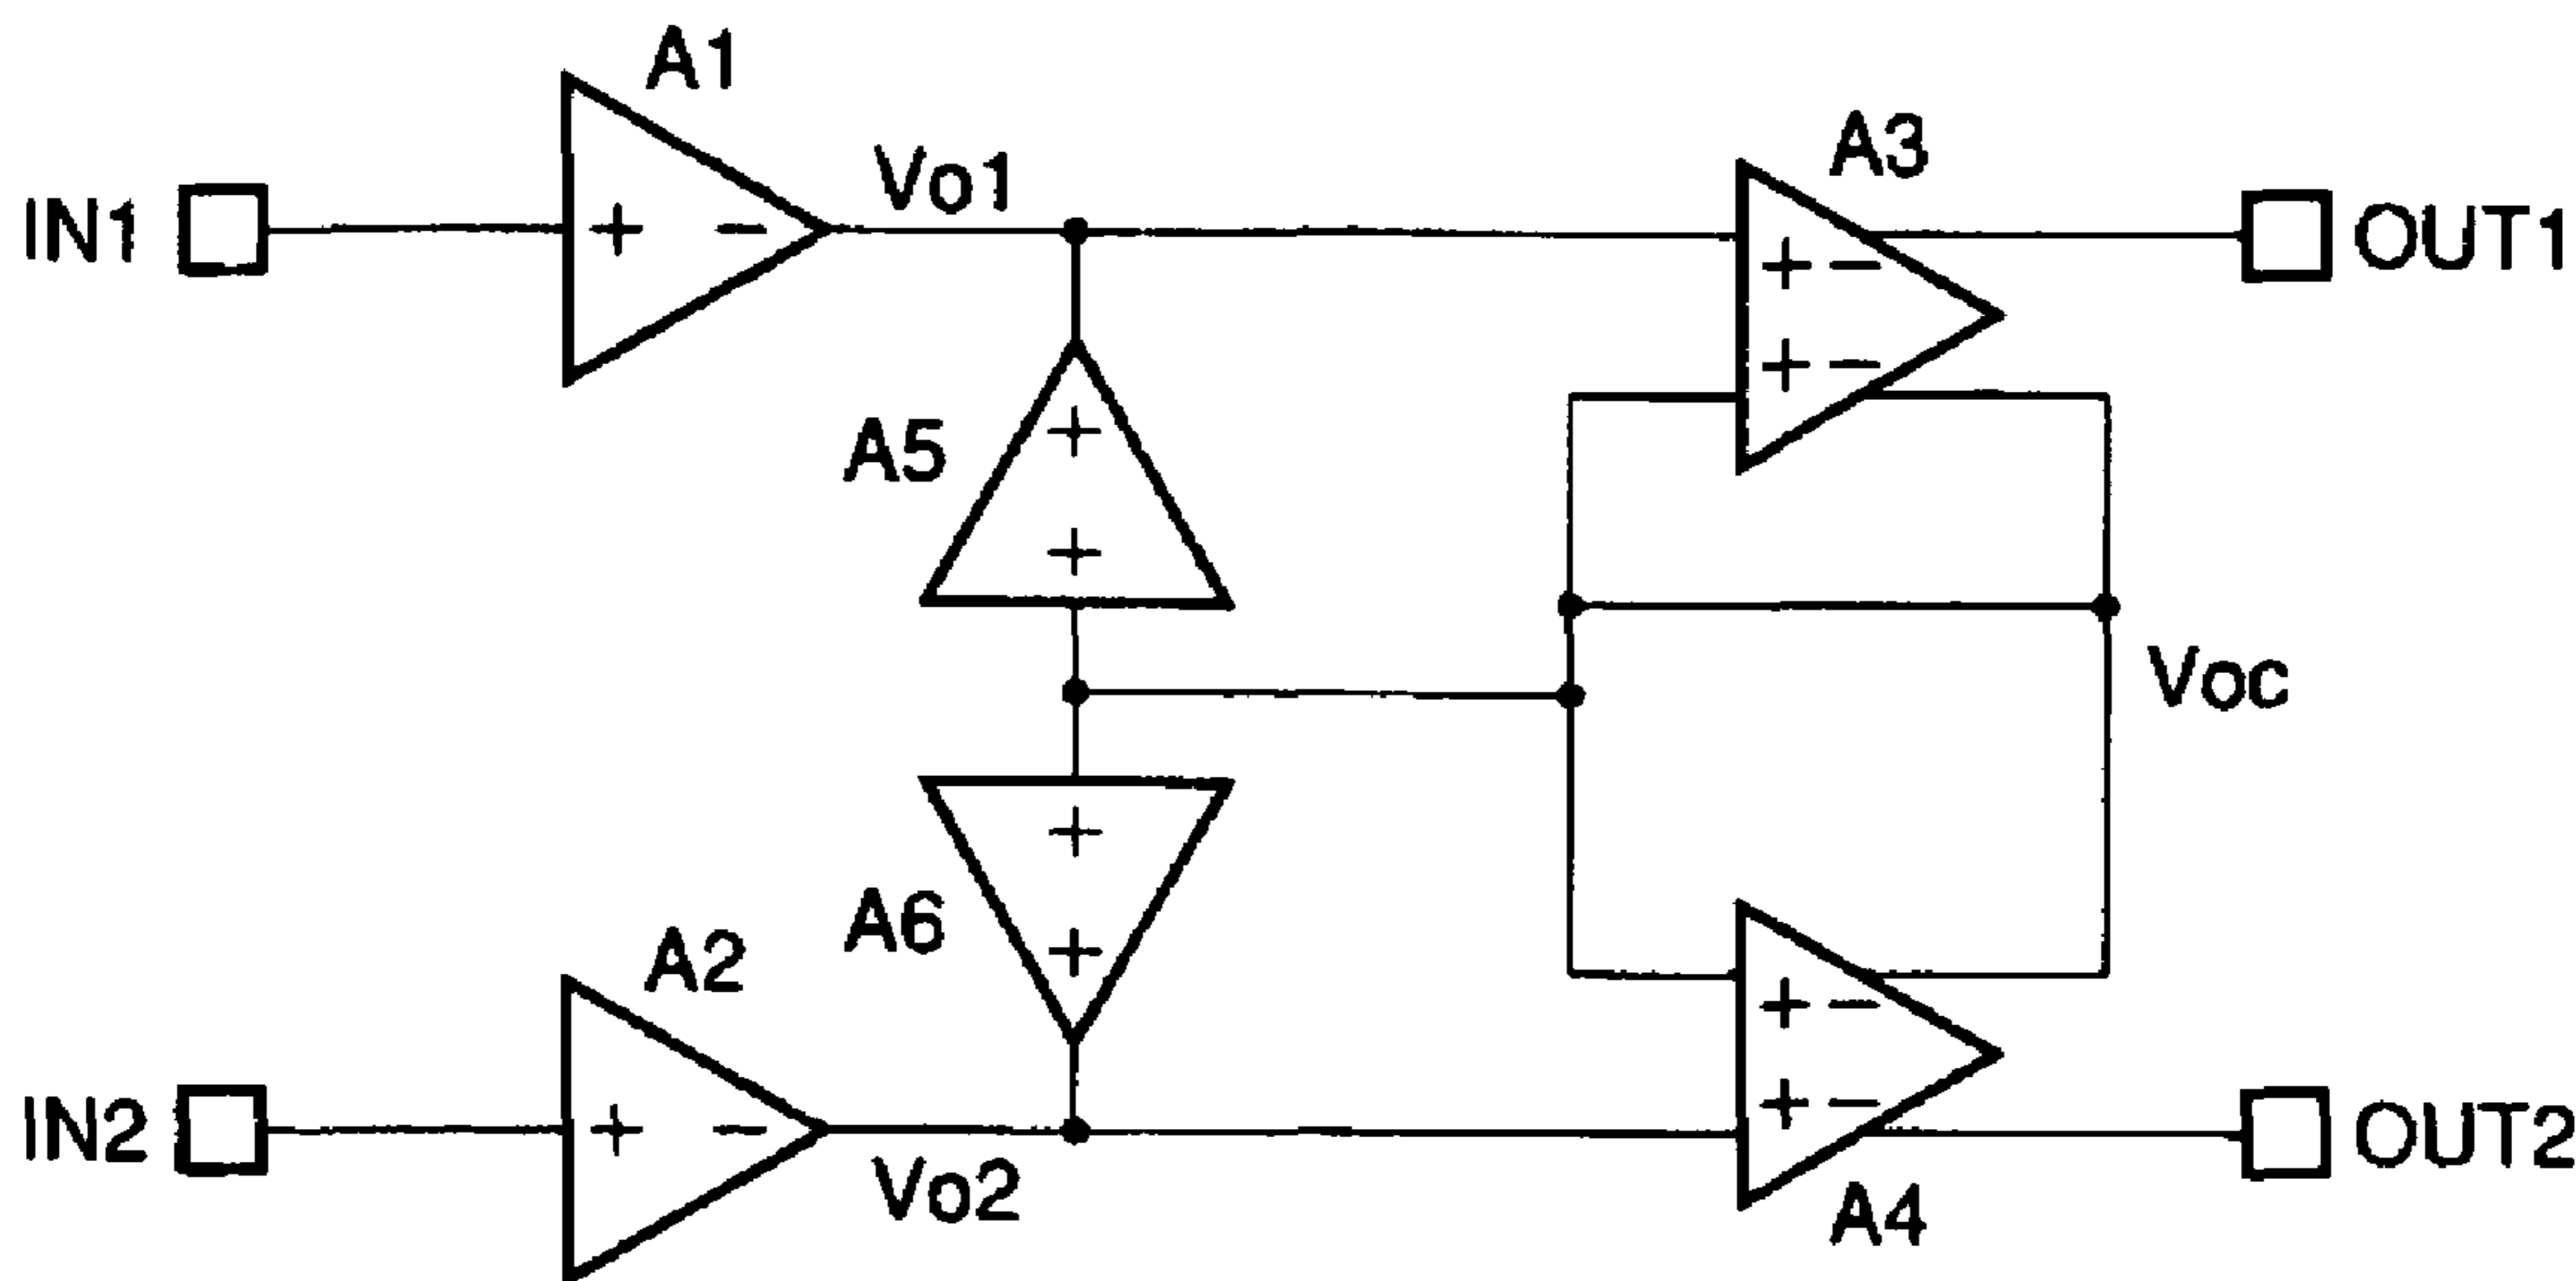 A1
A3
Vo1
IN1
+ -
+ -
+ -
OUT1
A5
+
+
Voc
A6
+
+
A2
IN2
+ -
+ -
+ -
OUT2
Vo2
A4